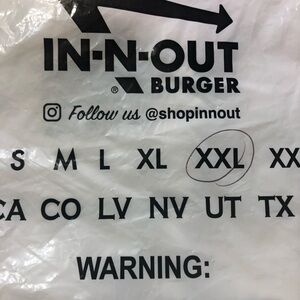 IN-N-OUT
® BURGER
Follow us @shopinnout
S M L XL XXL XX
CA CO LV NV UT TX
WARNING: